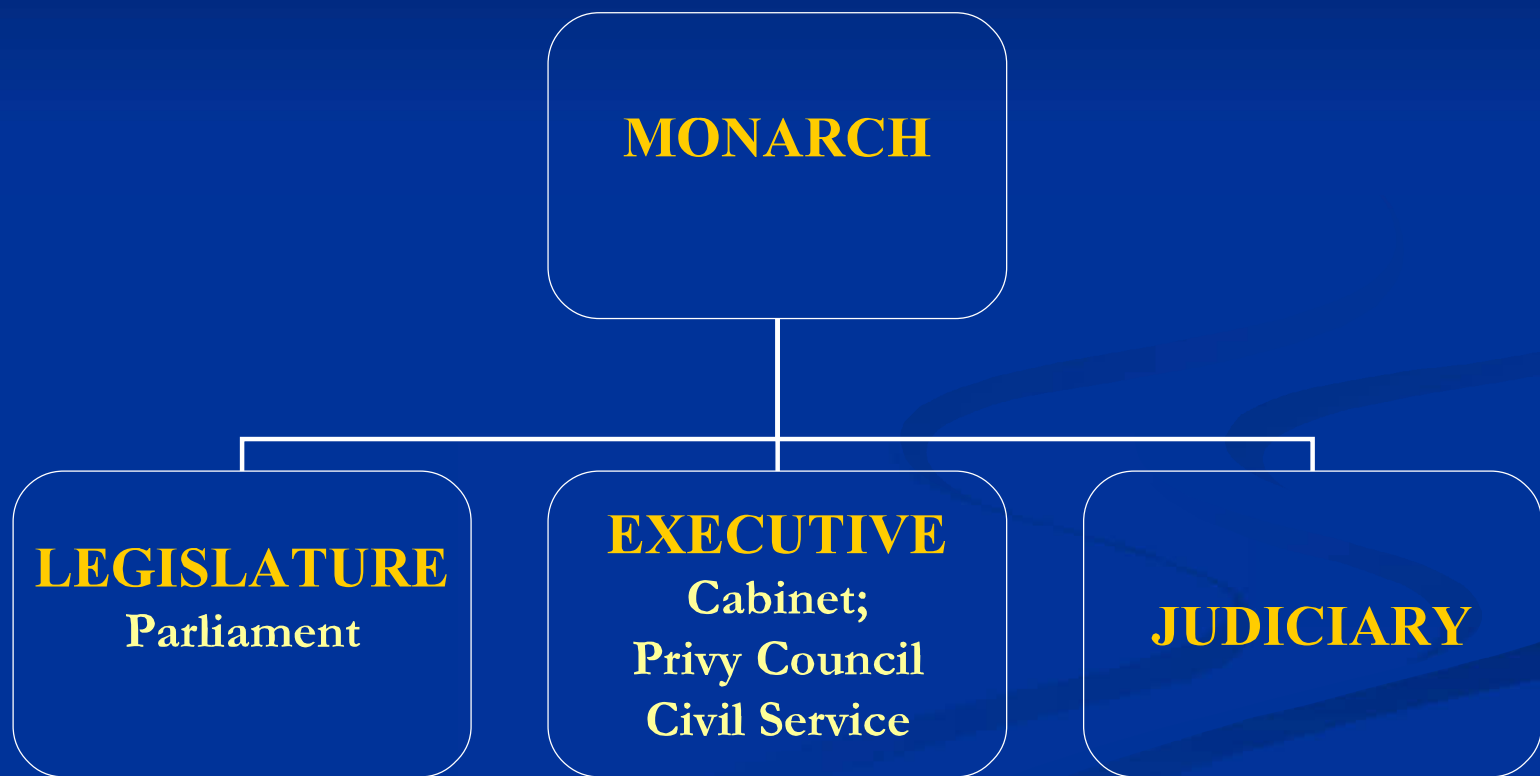 MONARCH
LEGISLATURE
Parliament
EXECUTIVE
Cabinet;
Privy Council
Civil Service
JUDICIARY